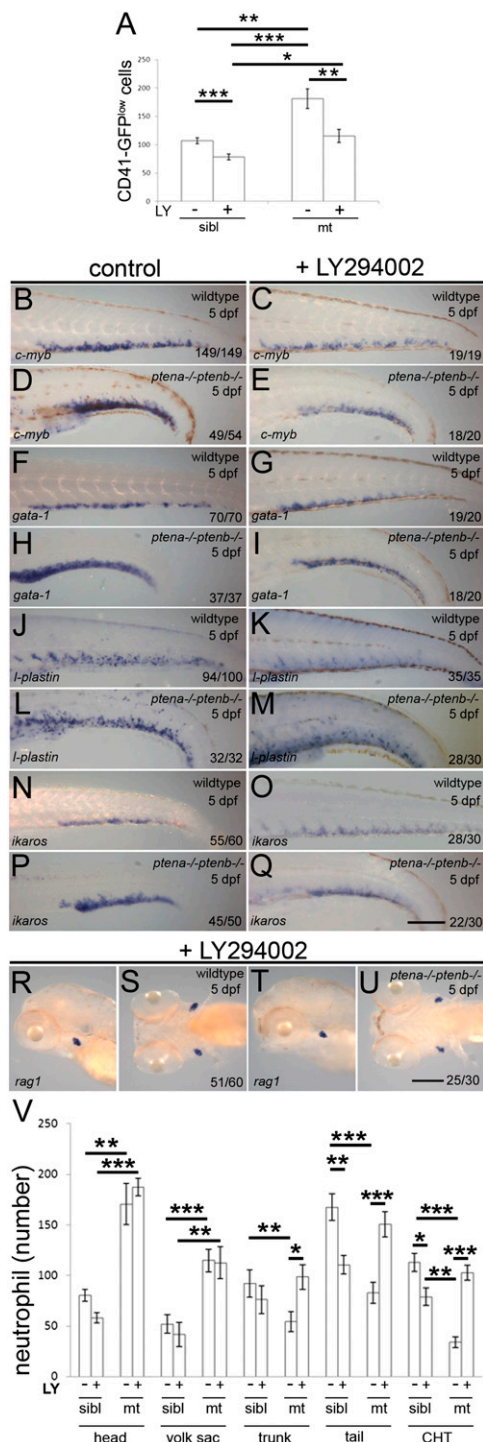 A
**
***
*
***
**
CD41-GFPlow cells
250
200
150
100
50
0
LY - + - +
sibl mt
control + LY294002
B wildtype
5 dpf
c-myb 149/149
C wildtype
5 dpf
c-myb 19/19
D ptena-/-ptenb-/-
5 dpf
c-myb 49/54
E ptena-/-ptenb-/-
5 dpf
c-myb 18/20
F wildtype
5 dpf
gata-1 70/70
G wildtype
5 dpf
gata-1 19/20
H ptena-/-ptenb-/-
5 dpf
gata-1 37/37
I ptena-/-ptenb-/-
5 dpf
gata-1 18/20
J wildtype
5 dpf
l-plastin 94/100
K wildtype
5 dpf
l-plastin 35/35
L ptena-/-ptenb-/-
5 dpf
l-plastin 32/32
M ptena-/-ptenb-/-
5 dpf
l-plastin 28/30
N wildtype
5 dpf
ikaros 55/60
O wildtype
5 dpf
ikaros 28/30
P ptena-/-ptenb-/-
5 dpf
ikaros 45/50
Q ptena-/-ptenb-/-
5 dpf
ikaros 22/30
+ LY294002
R
rag1
S wildtype
5 dpf
51/60
T
rag1
U ptena-/-ptenb-/-
5 dpf
25/30
V
neutrophil (number)
250
200
150
100
50
0
** *** *** ** ** * *** ** *** *** * ** ***
LY - + - + - + - + - + - + - + - + - + - +
sibl mt sibl mt sibl mt sibl mt sibl mt
head yolk sac trunk tail CHT